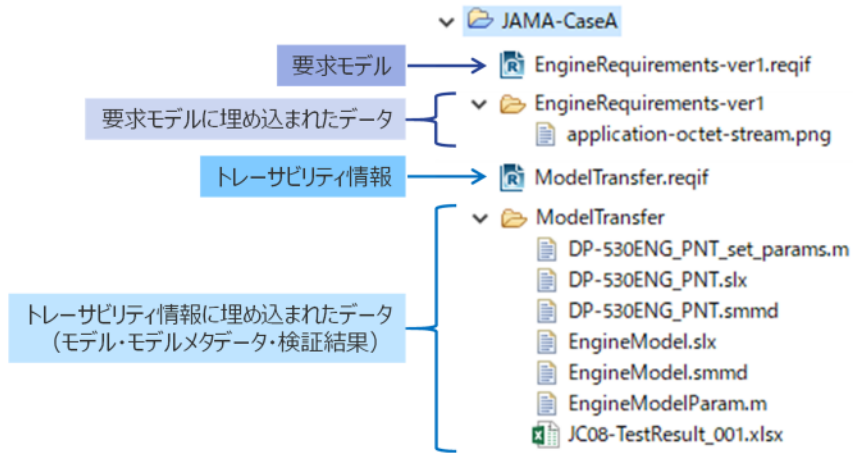 JAMA-CaseA
要求モデル
EngineRequirements-ver1.reqif
要求モデルに埋め込まれたデータ
EngineRequirements-ver1
application-octet-stream.png
トレーサビリティ情報
ModelTransfer.reqif
ModelTransfer
DP-530ENG_PNT_set_params.m
DP-530ENG_PNT.slx
DP-530ENG_PNT.smmd
トレーサビリティ情報に埋め込まれたデータ
（モデル・モデルメタデータ・検証結果）
EngineModel.slx
EngineModel.smmd
EngineModelParam.m
JC08-TestResult_001.xlsx